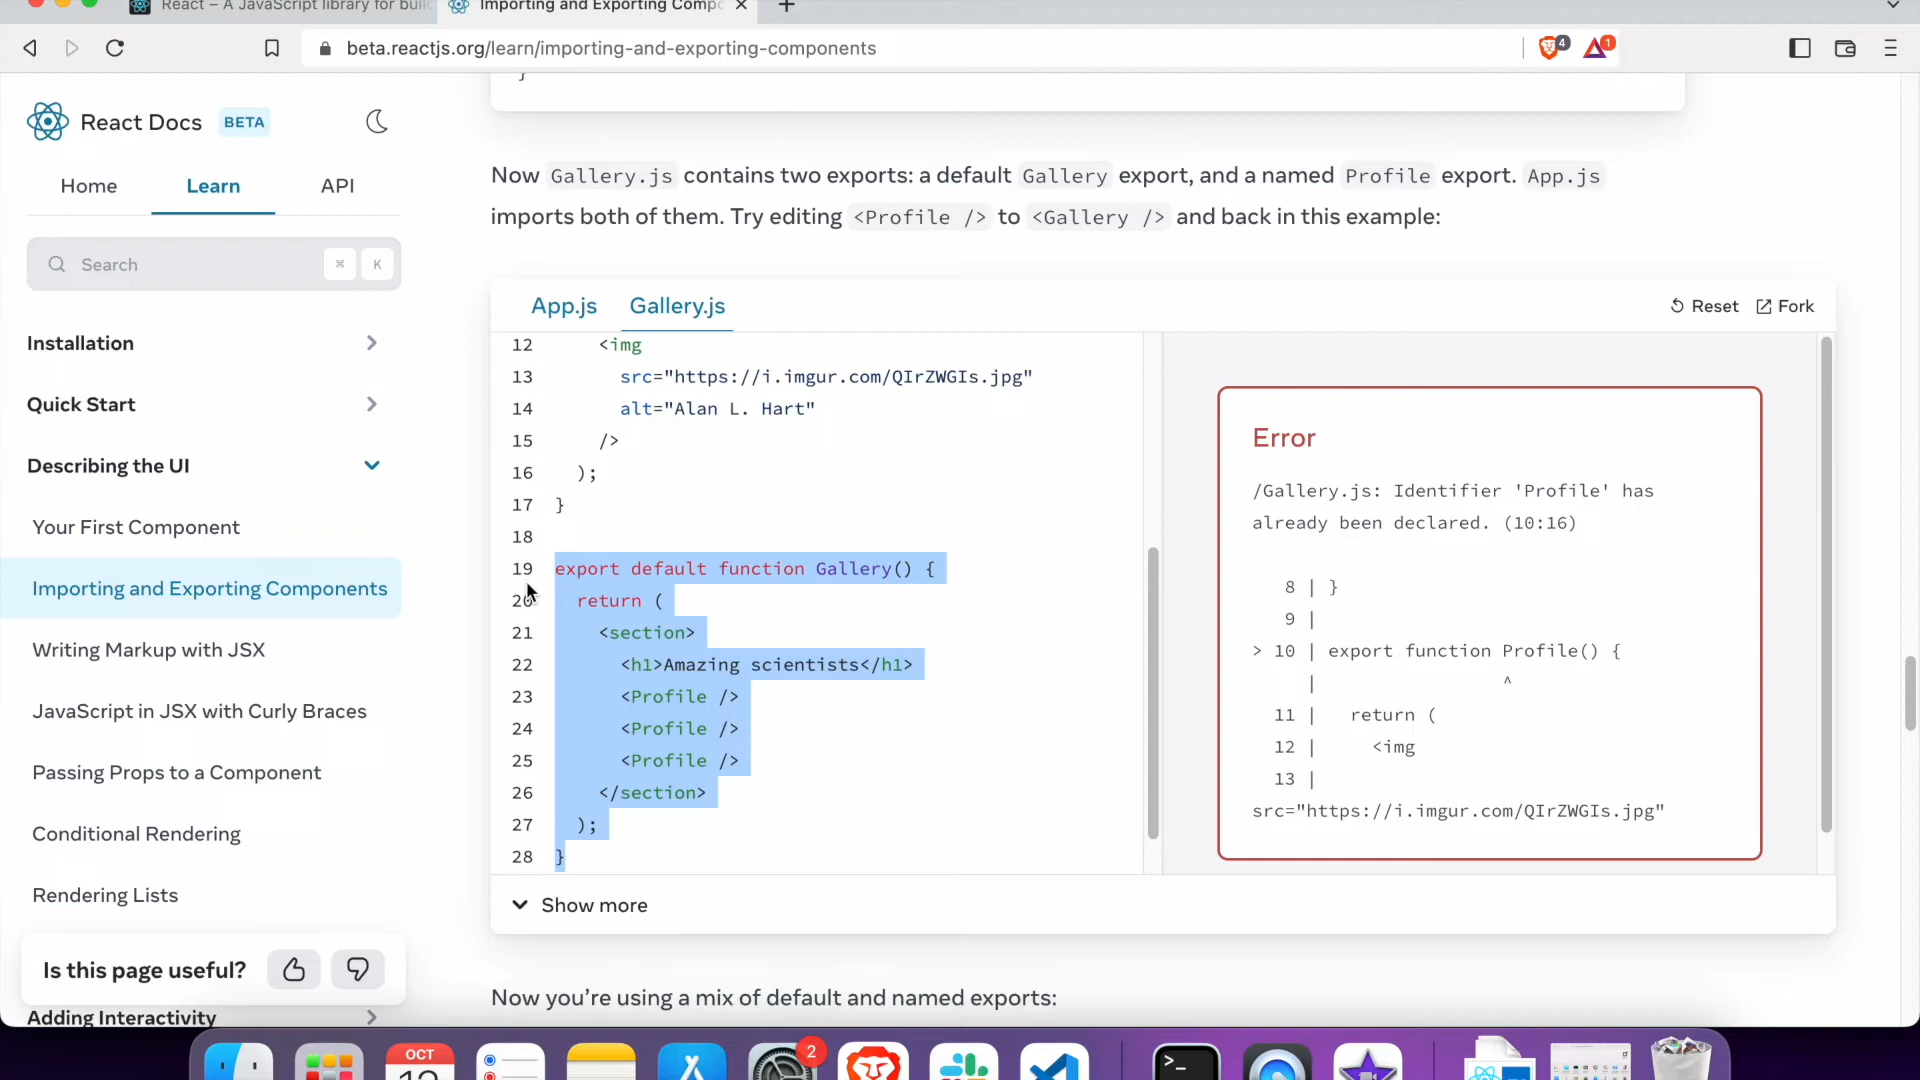 React – A JavaScript library for buil
Importing and Exporting Compo
beta.reactjs.org/learn/importing-and-exporting-components
4
1
React Docs
BETA
Home
Learn
API
Search
⌘
K
Installation
Quick Start
Describing the UI
Your First Component
Importing and Exporting Components
Writing Markup with JSX
JavaScript in JSX with Curly Braces
Passing Props to a Component
Conditional Rendering
Rendering Lists
Is this page useful?
Adding Interactivity
}
Now Gallery.js contains two exports: a default Gallery export, and a named Profile export. App.js
imports both of them. Try editing <Profile /> to <Gallery /> and back in this example:
App.js
Gallery.js
Reset
Fork
12 <img
13 src="https://i.imgur.com/QIrZWGIs.jpg"
14 alt="Alan L. Hart"
15 />
16 );
17 }
18
19 export default function Gallery() {
20 return (
21 <section>
22 <h1>Amazing scientists</h1>
23 <Profile />
24 <Profile />
25 <Profile />
26 </section>
27 );
28 }
Show more
Error
/Gallery.js: Identifier 'Profile' has
already been declared. (10:16)
8 | }
9 |
> 10 | export function Profile() {
| ^
11 | return (
12 | <img
13 |
src="https://i.imgur.com/QIrZWGIs.jpg"
Now you’re using a mix of default and named exports:
OCT
2
>_